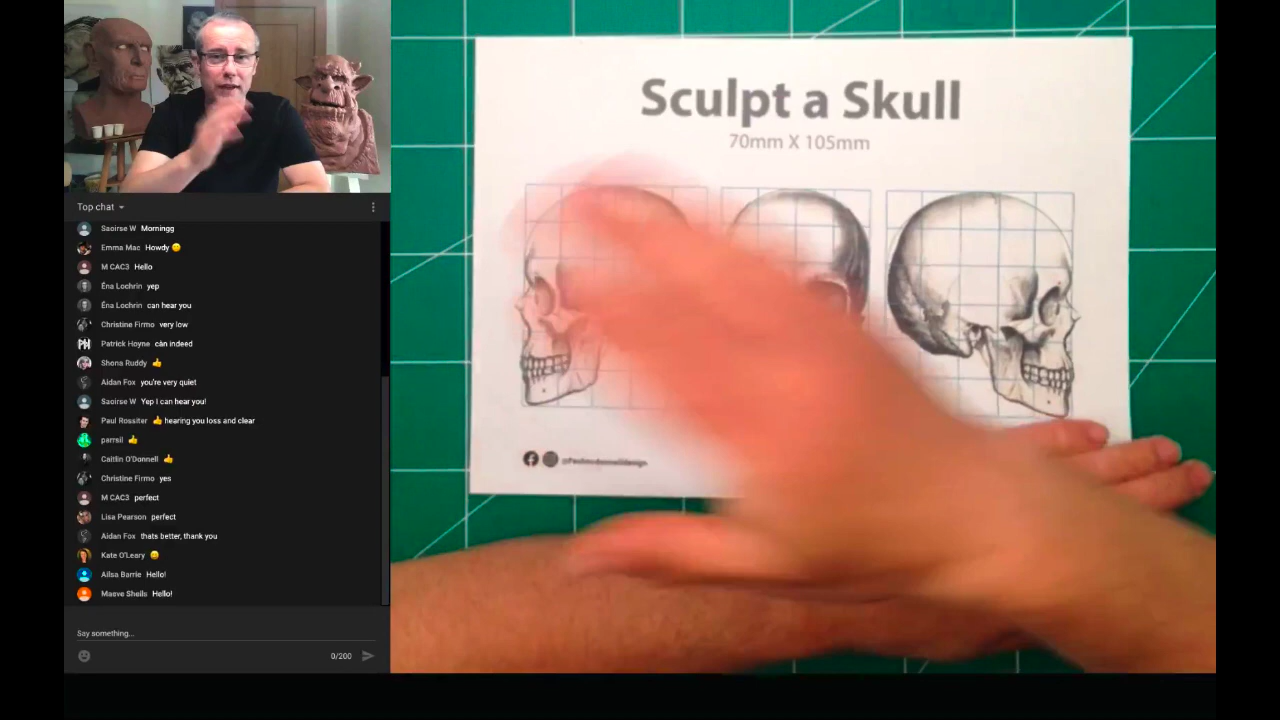 Sculpt a Skull
70mm X 105mm
Top chat
Saoirse W Morningg
Emma Mac Howdy
M CAC3 Hello
Éna Lochrin yep
Éna Lochrin can hear you
Christine Firmo very low
Patrick Hoyne cän indeed
Shona Ruddy
Aidan Fox you're very quiet
Saoirse W Yep I can hear you!
Paul Rossiter hearing you loss and clear
parrail
Caitlin O'Donnell
Christine Firmo yes
M CAC3 perfect
Lisa Pearson perfect
Aidan Fox thats better, thank you
Kate O'Leary
Ailsa Barrie Hello!
Maeve Sheils Hello!
Say something...
0/200